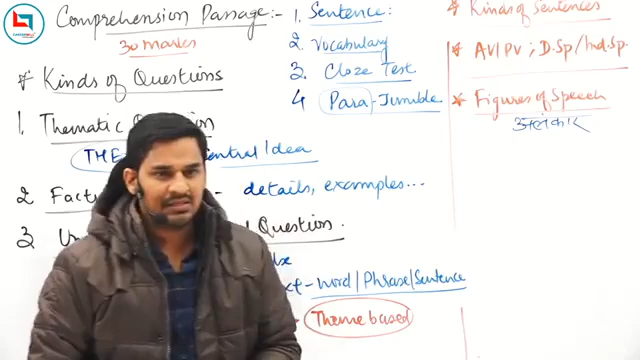 Comprehension Passage:-
30 Marks
* Kinds of Questions
1. Thematic Question
THE Central Idea
2 Fact - details, examples...
3 Question.
- Word / Phrase / Sentence
Theme based
1. Sentence:
2. Vocabulary
3. Cloze Test
4 Para-Jumble
* Kinds of Sentences
* AV/PV ; D.Sp/Ind.Sp.
* Figures of Speech
अलंकार